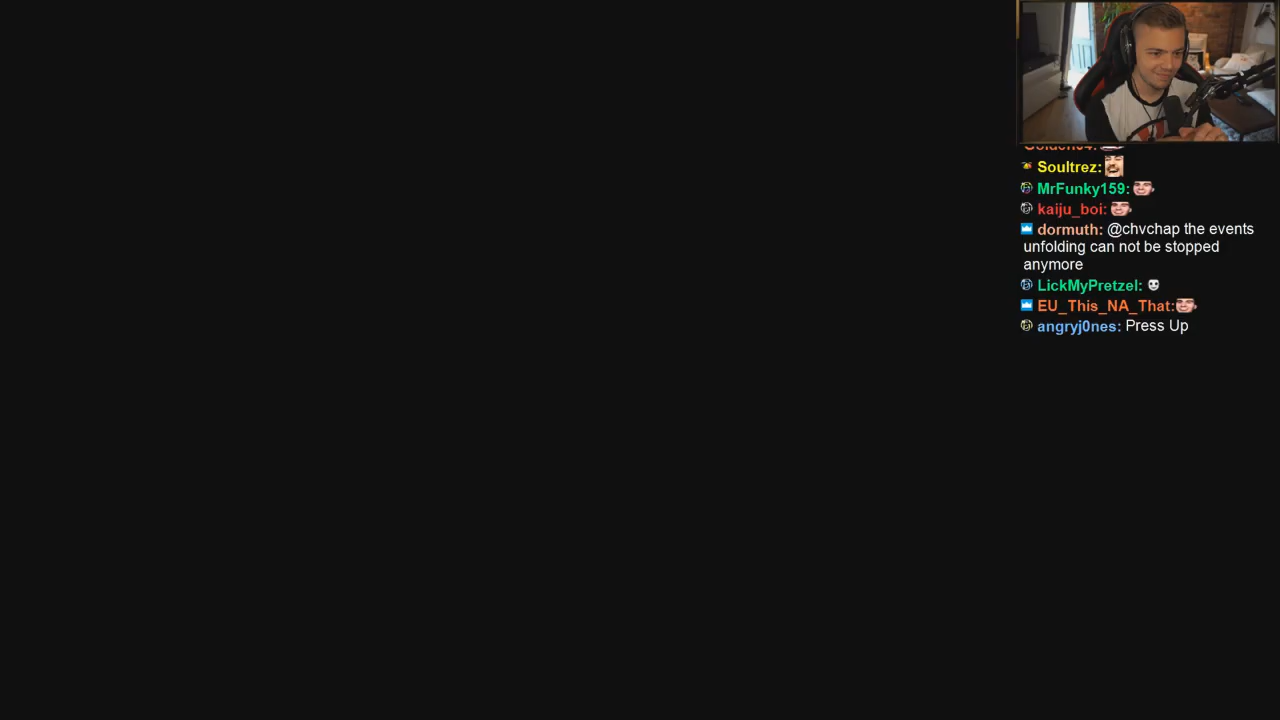 Soultrez:
MrFunky159:
kaiju_boi:
dormuth: @chvchap the events
unfolding can not be stopped
anymore
LickMyPretzel:
EU_This_NA_That:
angryj0nes: Press Up